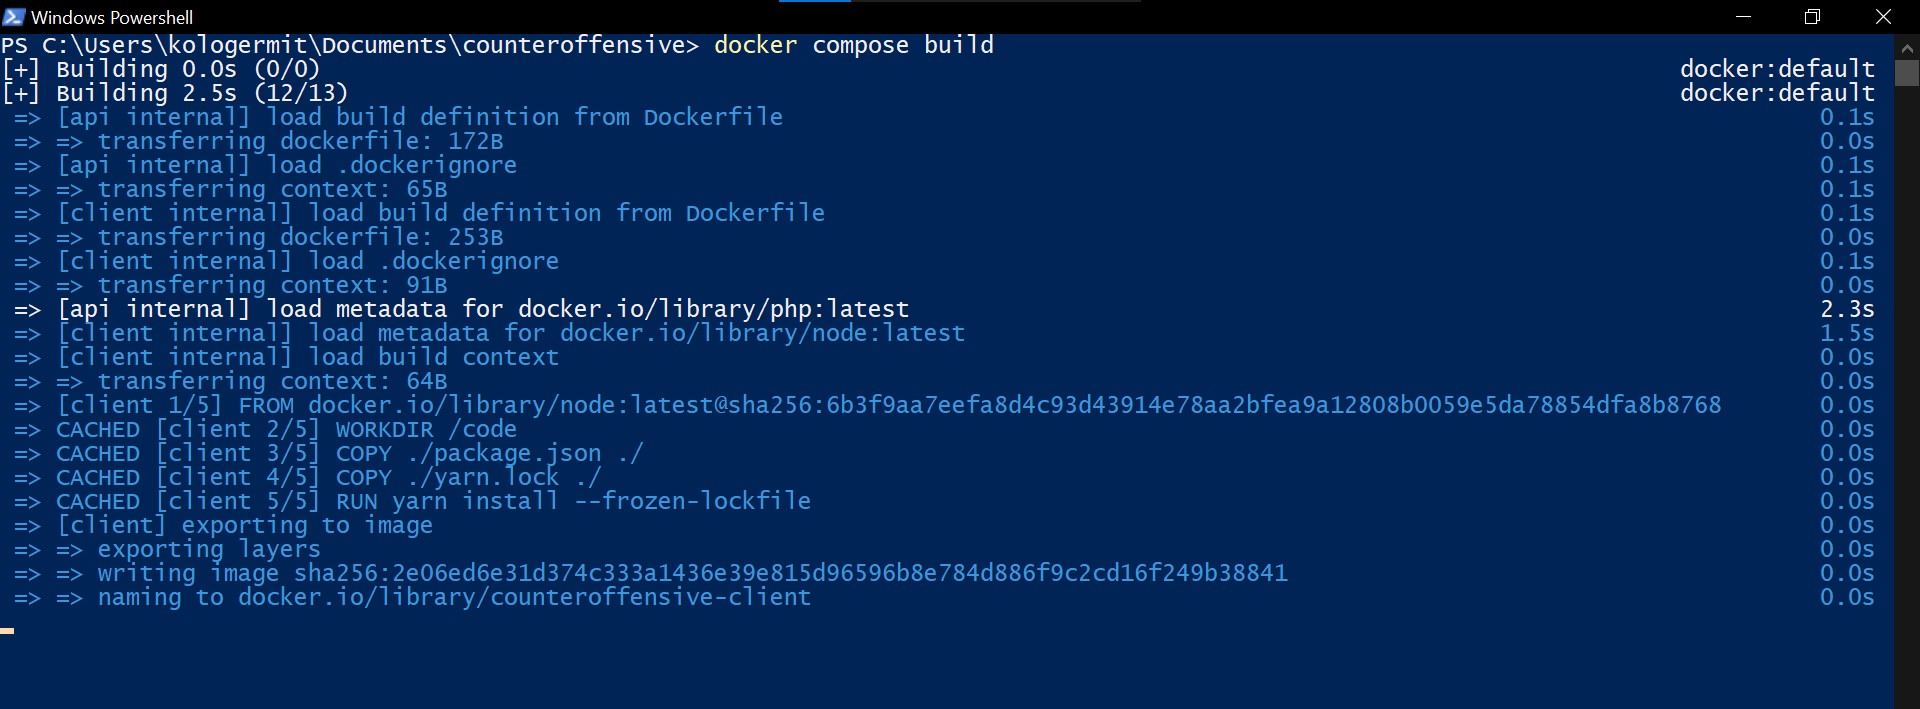 Windows Powershell
PS C:\Users\kologermit\Documents\counteroffensive> docker compose build
[+] Building 0.0s (0/0) docker:default
[+] Building 2.5s (12/13) docker:default
=> [api internal] load build definition from Dockerfile 0.1s
=> => transferring dockerfile: 172B 0.0s
=> [api internal] load .dockerignore 0.1s
=> => transferring context: 65B 0.1s
=> [client internal] load build definition from Dockerfile 0.1s
=> => transferring dockerfile: 253B 0.0s
=> [client internal] load .dockerignore 0.1s
=> => transferring context: 91B 0.0s
=> [api internal] load metadata for docker.io/library/php:latest 2.3s
=> [client internal] load metadata for docker.io/library/node:latest 1.5s
=> [client internal] load build context 0.0s
=> => transferring context: 64B 0.0s
=> [client 1/5] FROM docker.io/library/node:latest@sha256:6b3f9aa7eefa8d4c93d43914e78aa2bfea9a12808b0059e5da78854dfa8b8768 0.0s
=> CACHED [client 2/5] WORKDIR /code 0.0s
=> CACHED [client 3/5] COPY ./package.json ./ 0.0s
=> CACHED [client 4/5] COPY ./yarn.lock ./ 0.0s
=> CACHED [client 5/5] RUN yarn install --frozen-lockfile 0.0s
=> [client] exporting to image 0.0s
=> => exporting layers 0.0s
=> => writing image sha256:2e06ed6e31d374c333a1436e39e815d96596b8e784d886f9c2cd16f249b38841 0.0s
=> => naming to docker.io/library/counteroffensive-client 0.0s